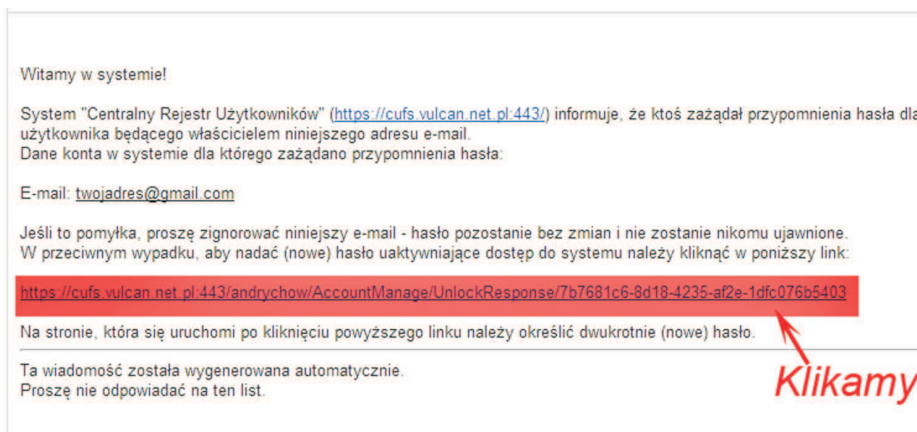 Witamy w systemie!
System "Centralny Rejestr Użytkowników" (https://cufs.vulcan.net.pl:443/) informuje, że ktoś zażądał przypomnienia hasła dla
użytkownika będącego właścicielem niniejszego adresu e-mail.
Dane konta w systemie dla którego zażądano przypomnienia hasła:
E-mail: twojadres@gmail.com
Jeśli to pomyłka, proszę zignorować niniejszy e-mail - hasło pozostanie bez zmian i nie zostanie nikomu ujawnione.
W przeciwnym wypadku, aby nadać (nowe) hasło uaktywniające dostęp do systemu należy kliknąć w poniższy link:
https://cufs.vulcan.net.pl:443/andrychow/AccountManage/UnlockResponse/7b7681c6-8d18-4235-af2e-1dfc076b5403
Na stronie, która się uruchomi po kliknięciu powyższego linku należy określić dwukrotnie (nowe) hasło.
Ta wiadomość została wygenerowana automatycznie.
Proszę nie odpowiadać na ten list.
Klikamy